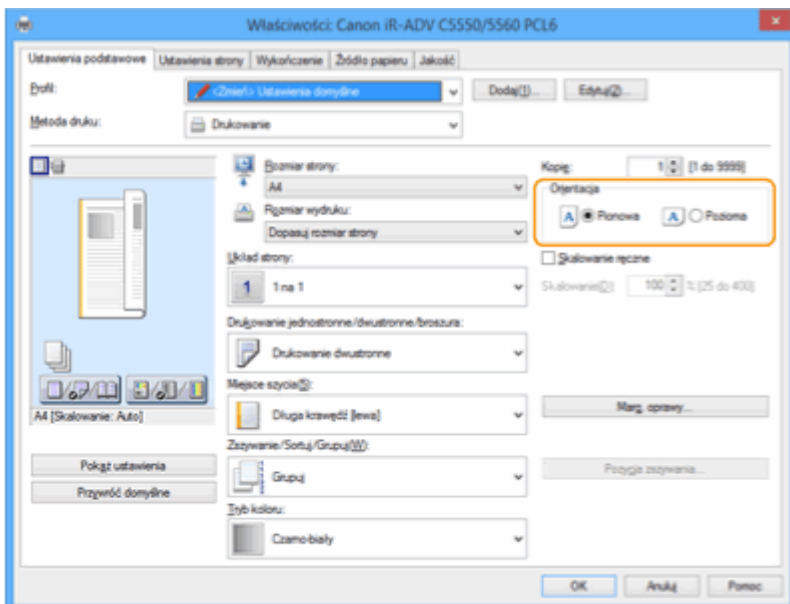 Właściwości: Canon iR-ADV C5550/5560 PCL6
Ustawienia podstawowe Ustawienia strony Wykończenie Źródło papieru Jakość
Profil: <Zmień> Ustawienia domyślne Dodaj(1)... Edytuj(2)...
Metoda druku: Drukowanie
Rozmiar strony: Kopie: 1 [1 do 9999]
A4 Orientacja
Rozmiar wydruku: A Pionowa A Pozioma
Dopasuj rozmiar strony
Układ strony: Skalowanie ręczne
1 1 na 1 Skalowanie(D): 100 % [25 do 400]
Drukowanie jednostronne/dwustronne/broszura:
Drukowanie dwustronne
Miejsce szycia(S):
A4 [Skalowanie: Auto] Długa krawędź [lewa] Marg. oprawy...
Zszywanie/Sortuj/Grupuj(W):
Pokaż ustawienia Grupuj Pozycja zszywania...
Przywróć domyślne
Tryb koloru:
Czarno-biały
OK Anuluj Pomoc